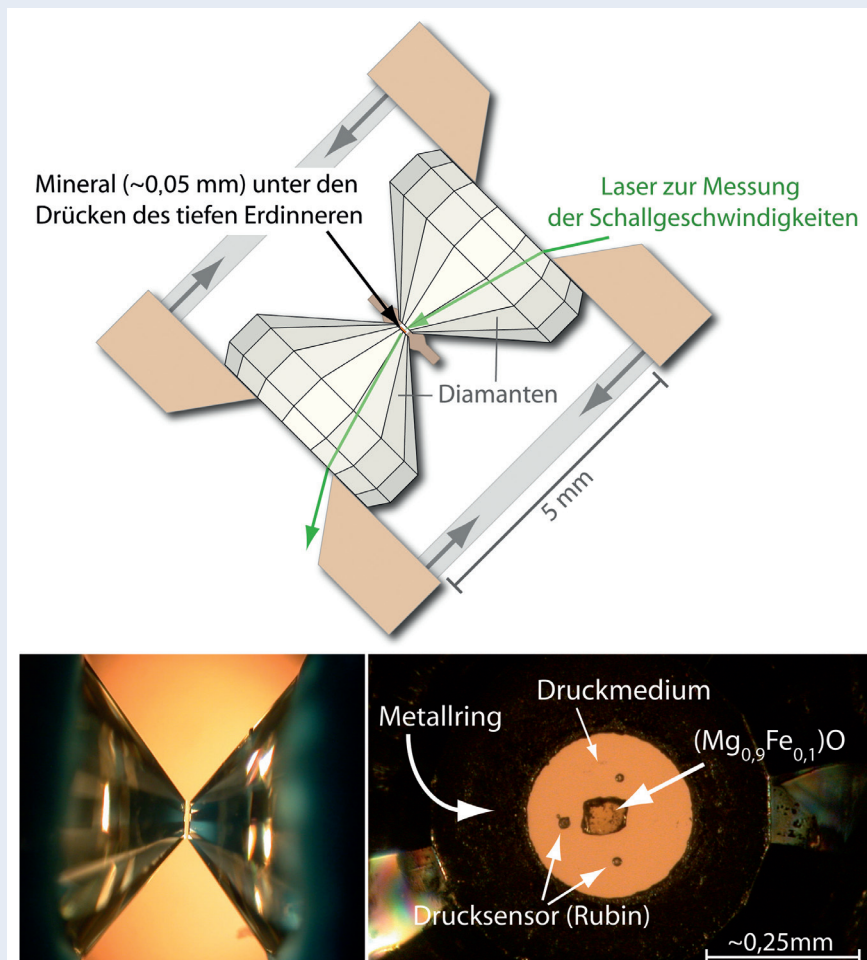 Mineral (~0,05 mm) unter den
Drücken des tiefen Erdinneren
Laser zur Messung
der Schallgeschwindigkeiten
Diamanten
5 mm
Druckmedium
Metallring
(Mg0,9Fe0,1)O
Drucksensor (Rubin)
~0,25mm